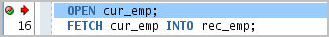 OPEN cur_emp;
16 FETCH cur_emp INTO rec_emp;